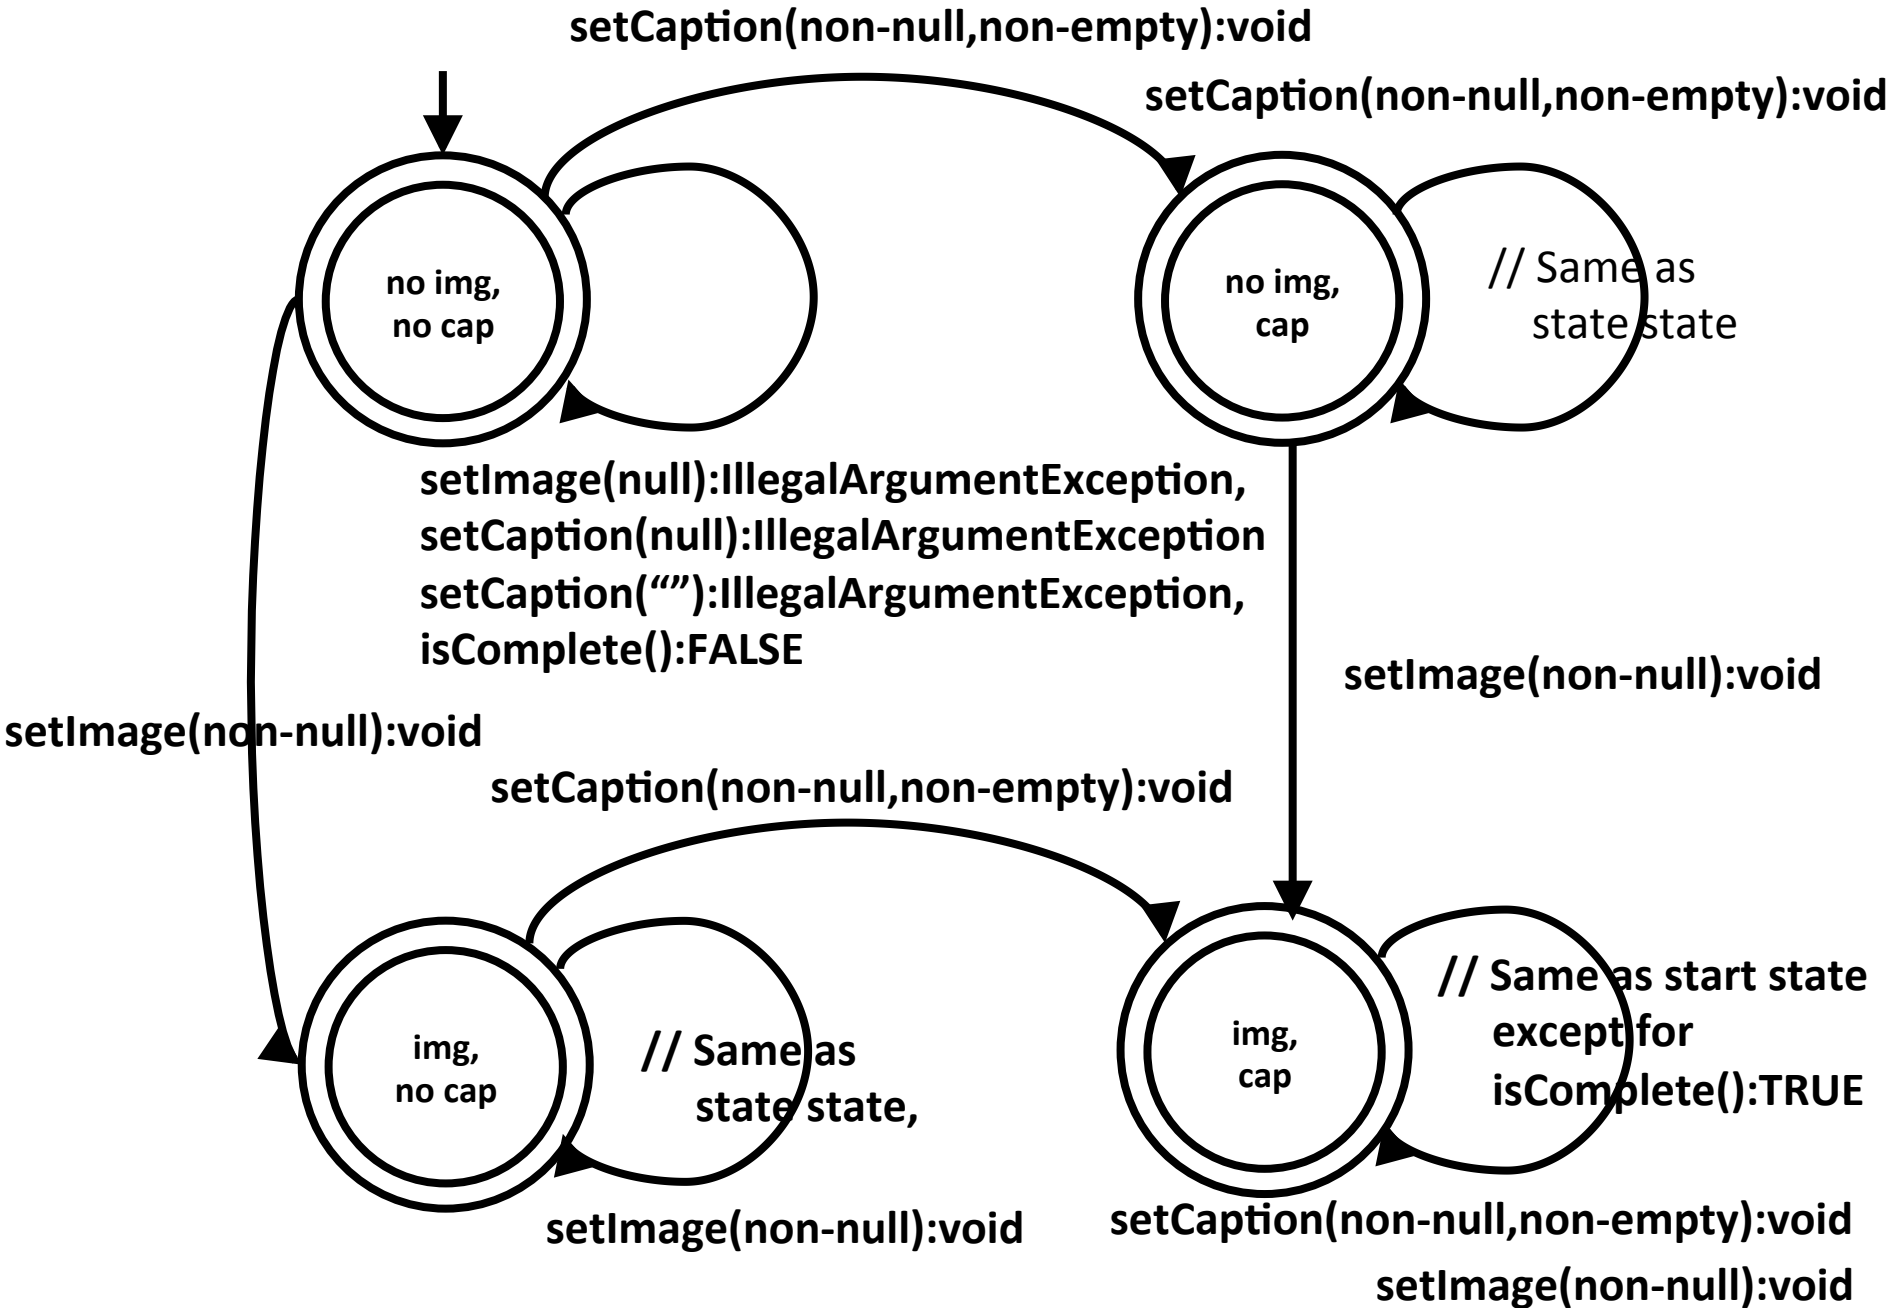 setCaption(non-null,non-empty):void
setCaption(non-null,non-empty):void
no img,
no cap
no img,
cap
// Same as
state state
setImage(null):IllegalArgumentException,
setCaption(null):IllegalArgumentException
setCaption(“”):IllegalArgumentException,
isComplete():FALSE
setImage(non-null):void
setImage(non-null):void
setCaption(non-null,non-empty):void
img,
no cap
// Same as
state state,
img,
cap
// Same as start state
except for
isComplete():TRUE
setImage(non-null):void
setCaption(non-null,non-empty):void
setImage(non-null):void